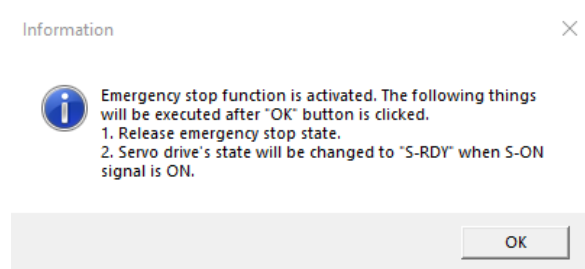 Information
Emergency stop function is activated. The following things
will be executed after "OK" button is clicked.
1. Release emergency stop state.
2. Servo drive's state will be changed to "S-RDY" when S-ON
signal is ON.
OK